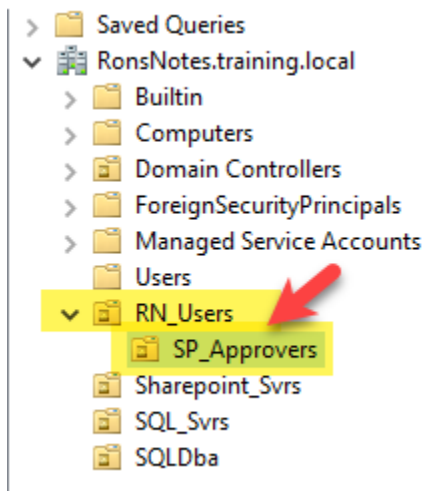 Saved Queries
RonsNotes.training.local
Builtin
Computers
Domain Controllers
ForeignSecurityPrincipals
Managed Service Accounts
Users
RN_Users
SP_Approvers
Sharepoint_Svrs
SQL_Svrs
SQLDba